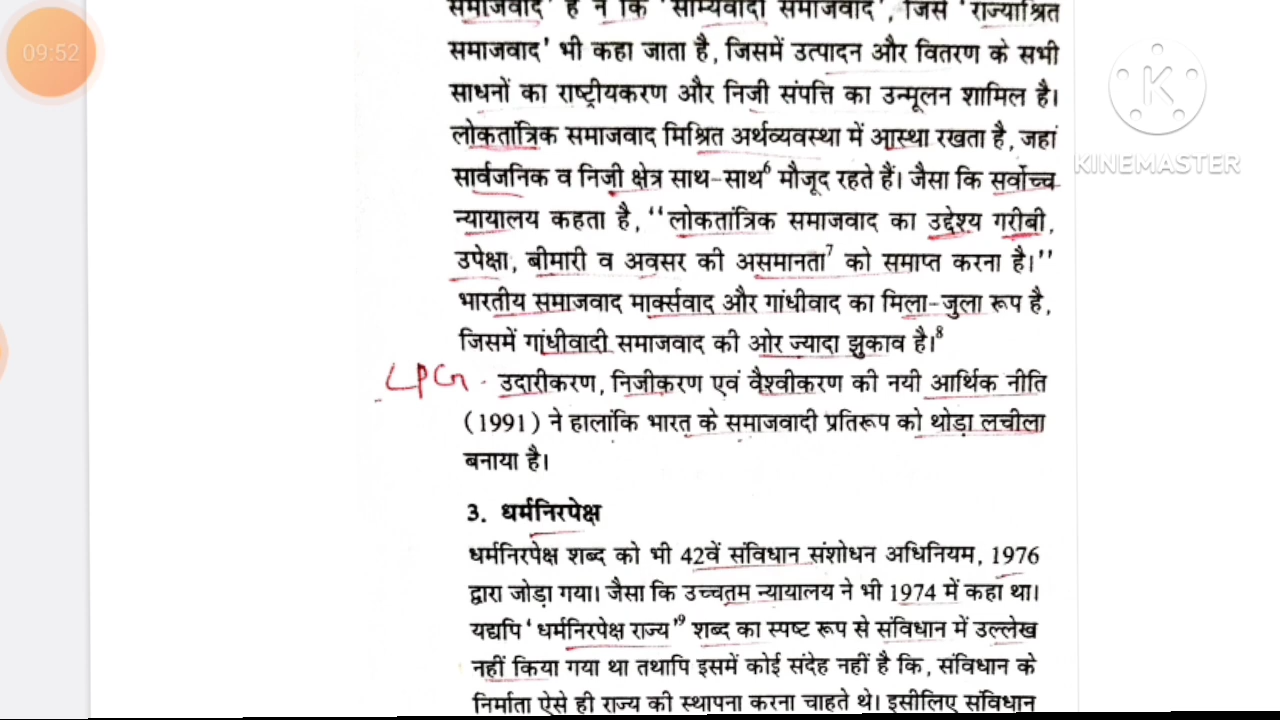 09:52
समाजवाद' है न कि 'साम्यवादी समाजवाद', जिसे 'राज्याश्रित
समाजवाद' भी कहा जाता है, जिसमें उत्पादन और वितरण के सभी
साधनों का राष्ट्रीयकरण और निजी संपत्ति का उन्मूलन शामिल है।
लोकतांत्रिक समाजवाद मिश्रित अर्थव्यवस्था में आस्था रखता है, जहां
सार्वजनिक व निजी क्षेत्र साथ-साथ⁶ मौजूद रहते हैं। जैसा कि सर्वोच्च
न्यायालय कहता है, "लोकतांत्रिक समाजवाद का उद्देश्य गरीबी,
उपेक्षा, बीमारी व अवसर की असमानता⁷ को समाप्त करना है।"
भारतीय समाजवाद मार्क्सवाद और गांधीवाद का मिला-जुला रूप है,
जिसमें गांधीवादी समाजवाद की ओर ज्यादा झुकाव है।⁸
LPG उदारीकरण, निजीकरण एवं वैश्वीकरण की नयी आर्थिक नीति
(1991) ने हालांकि भारत के समाजवादी प्रतिरूप को थोड़ा लचीला
बनाया है।
3. धर्मनिरपेक्ष
धर्मनिरपेक्ष शब्द को भी 42वें संविधान संशोधन अधिनियम, 1976
द्वारा जोड़ा गया। जैसा कि उच्चतम न्यायालय ने भी 1974 में कहा था।
यद्यपि 'धर्मनिरपेक्ष राज्य'⁹ शब्द का स्पष्ट रूप से संविधान में उल्लेख
नहीं किया गया था तथापि इसमें कोई संदेह नहीं है कि, संविधान के
निर्माता ऐसे ही राज्य की स्थापना करना चाहते थे। इसीलिए संविधान
K
KINEMASTER